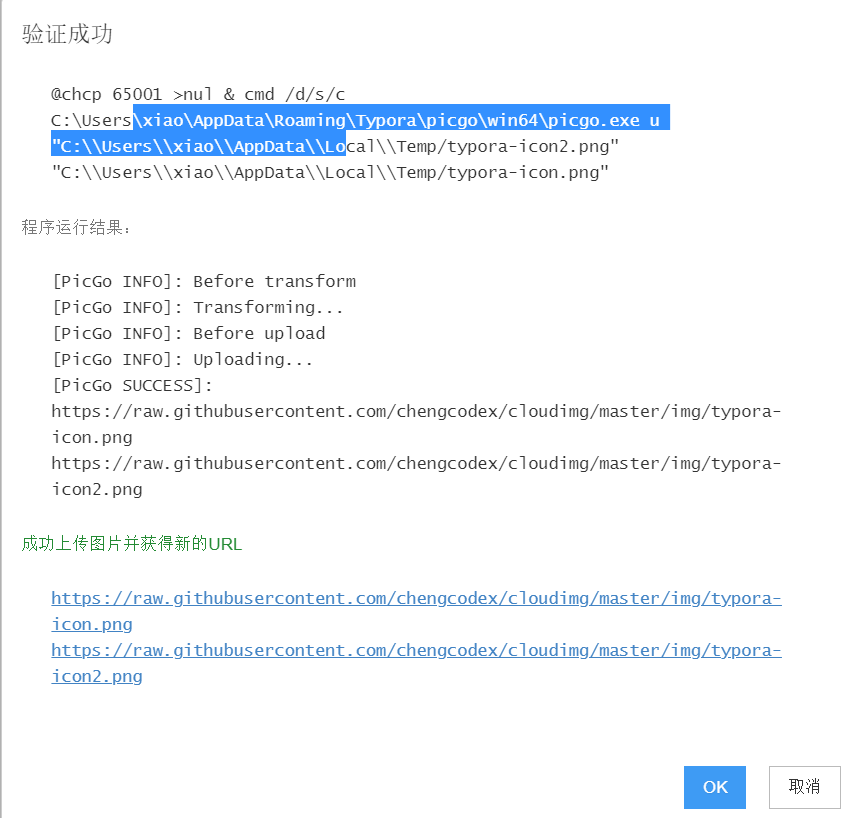 验证成功
@chcp 65001 >nul & cmd /d/s/c
C:\Users\xiao\AppData\Roaming\Typora\picgo\win64\picgo.exe u
"C:\\Users\\xiao\\AppData\\Local\\Temp/typora-icon2.png"
"C:\\Users\\xiao\\AppData\\Local\\Temp/typora-icon.png"
程序运行结果:
[PicGo INFO]: Before transform
[PicGo INFO]: Transforming...
[PicGo INFO]: Before upload
[PicGo INFO]: Uploading...
[PicGo SUCCESS]:
https://raw.githubusercontent.com/chengcodex/cloudimg/master/img/typora-
icon.png
https://raw.githubusercontent.com/chengcodex/cloudimg/master/img/typora-
icon2.png
成功上传图片并获得新的URL
https://raw.githubusercontent.com/chengcodex/cloudimg/master/img/typora-
icon.png
https://raw.githubusercontent.com/chengcodex/cloudimg/master/img/typora-
icon2.png
OK
取消